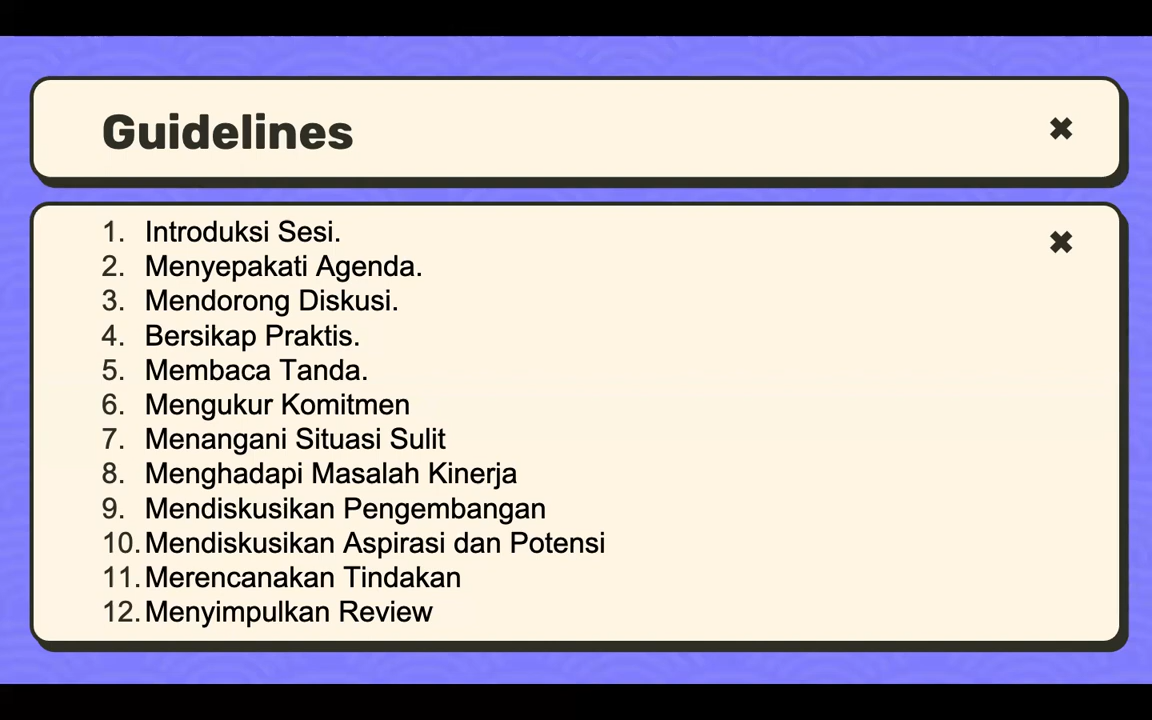 Guidelines
1. Introduksi Sesi.
2. Menyepakati Agenda.
3. Mendorong Diskusi.
4. Bersikap Praktis.
5. Membaca Tanda.
6. Mengukur Komitmen
7. Menangani Situasi Sulit
8. Menghadapi Masalah Kinerja
9. Mendiskusikan Pengembangan
10. Mendiskusikan Aspirasi dan Potensi
11. Merencanakan Tindakan
12. Menyimpulkan Review